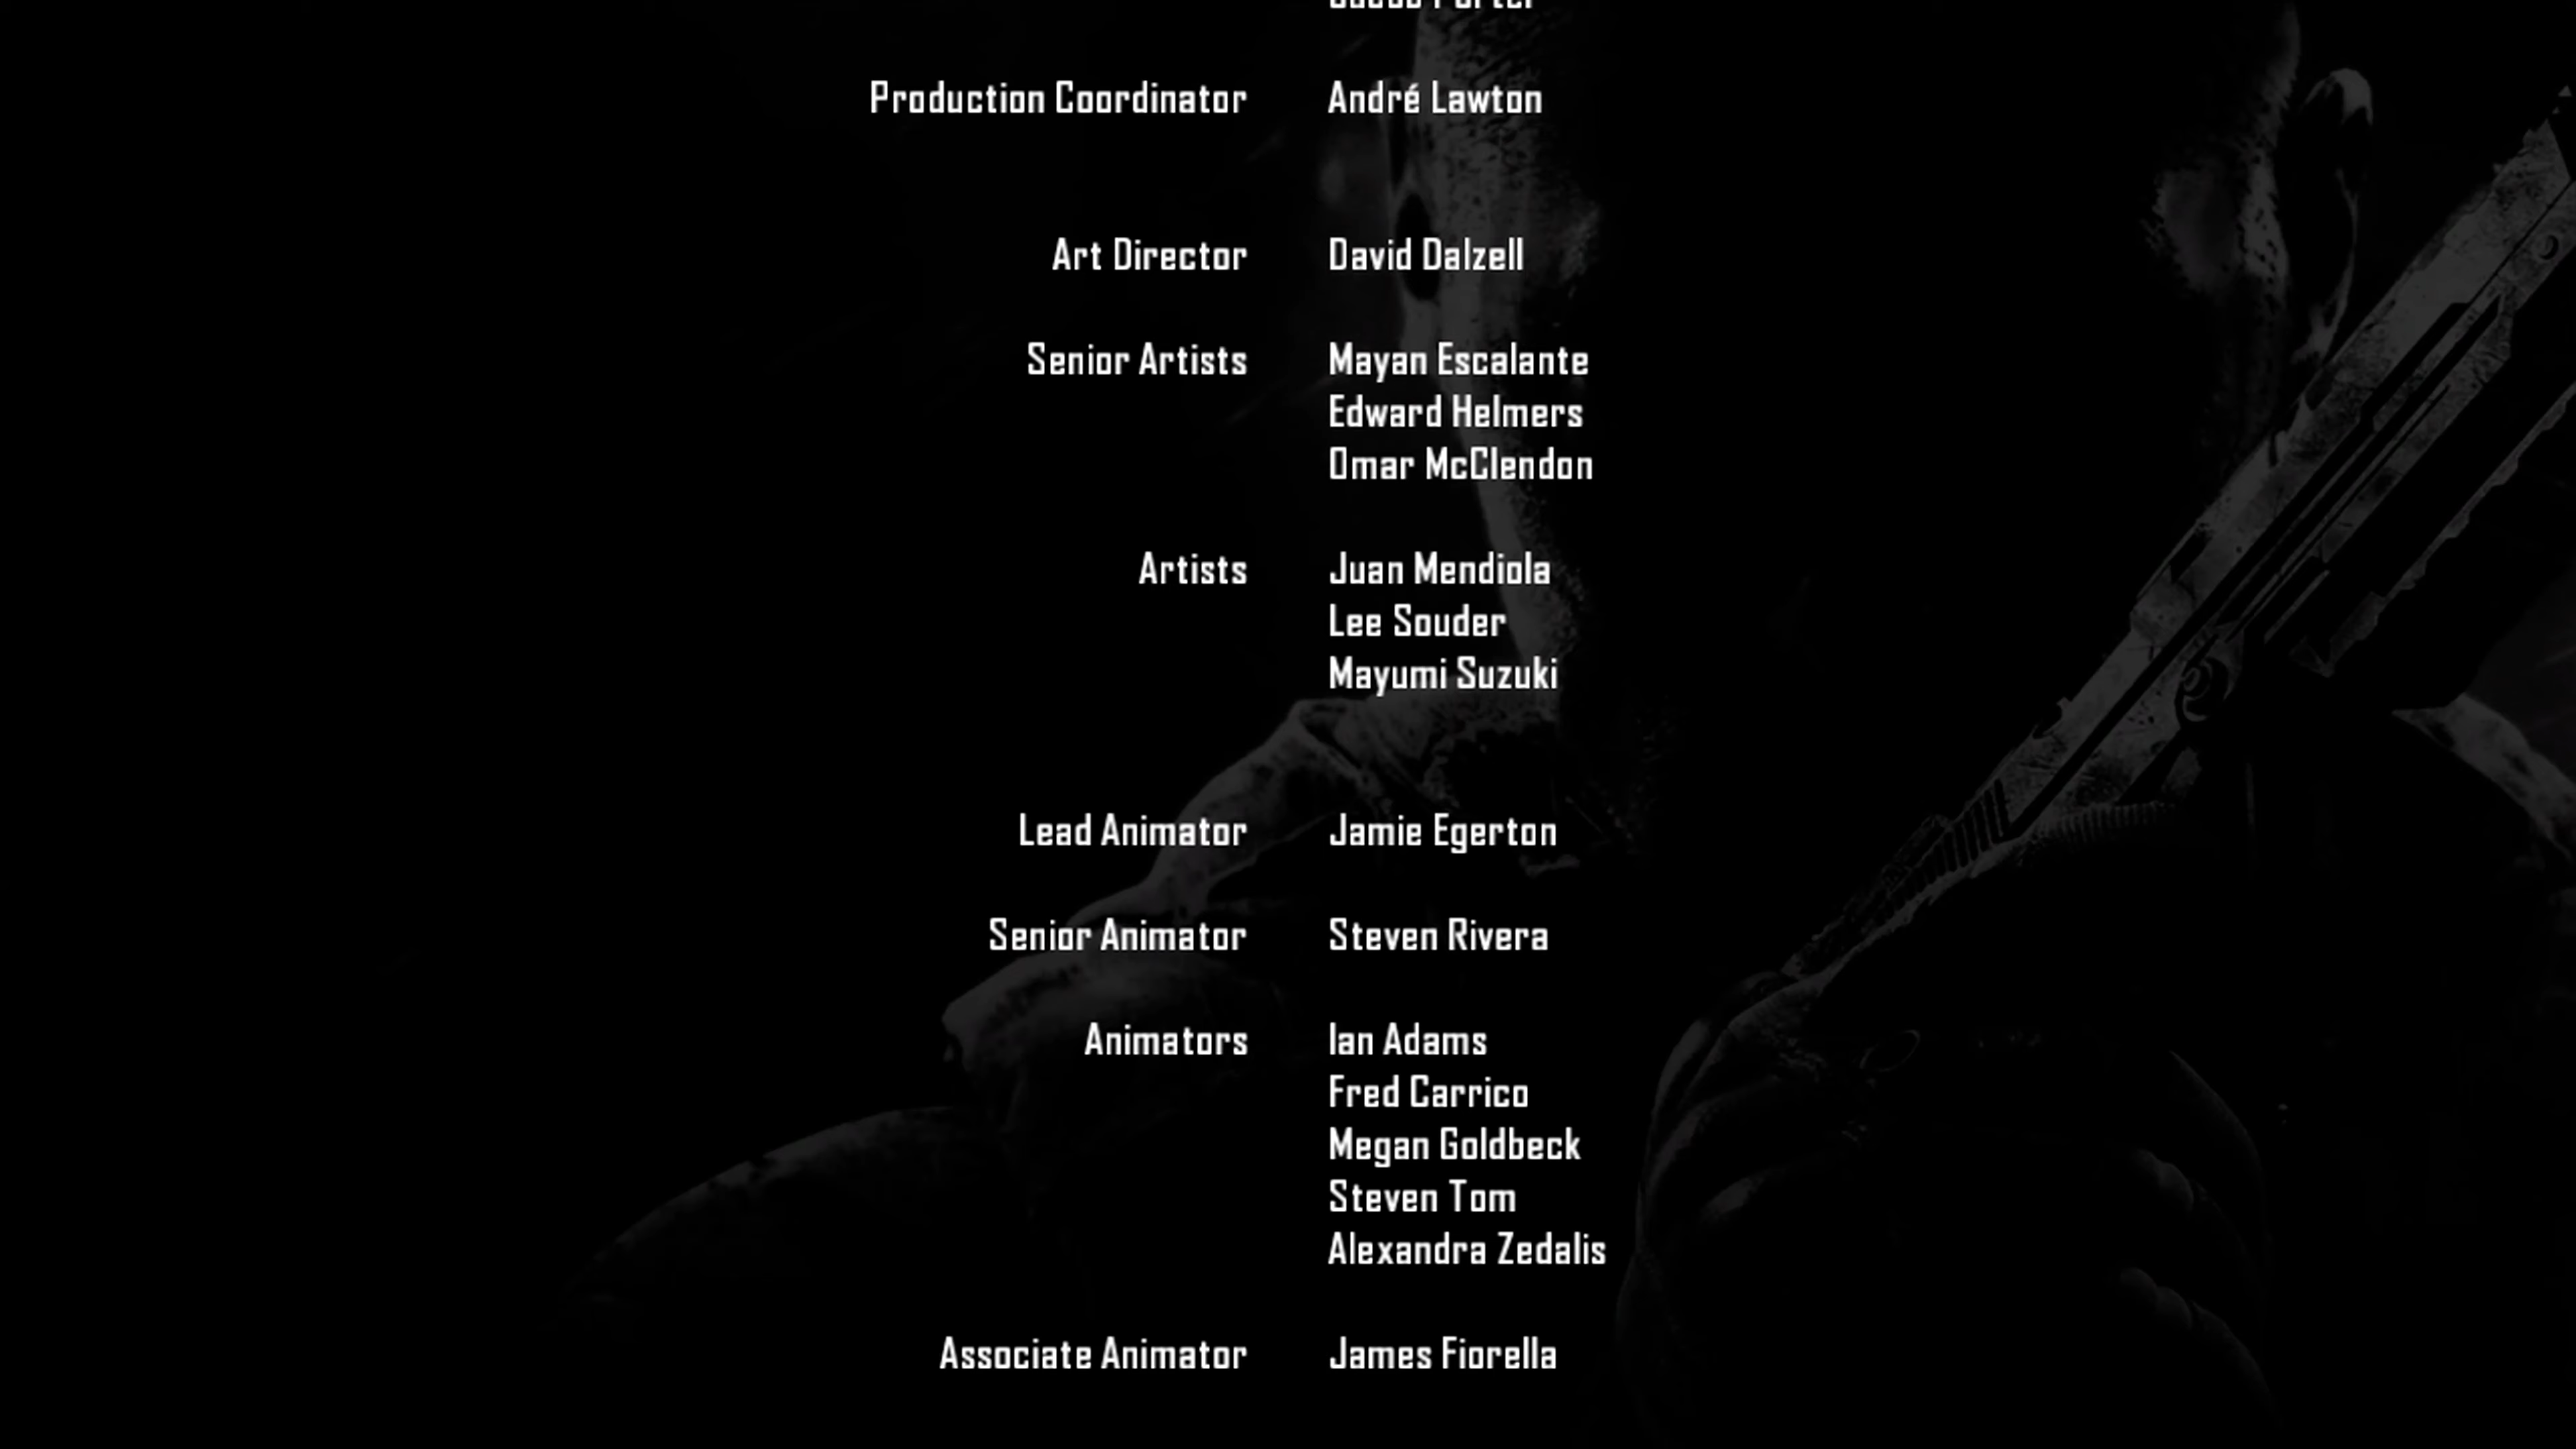 Production Coordinator André Lawton
Art Director David Dalzell
Senior Artists Mayan Escalante
Edward Helmers
Omar McClendon
Artists Juan Mendiola
Lee Souder
Mayumi Suzuki
Lead Animator Jamie Egerton
Senior Animator Steven Rivera
Animators Ian Adams
Fred Carrico
Megan Goldbeck
Steven Tom
Alexandra Zedalis
Associate Animator James Fiorella